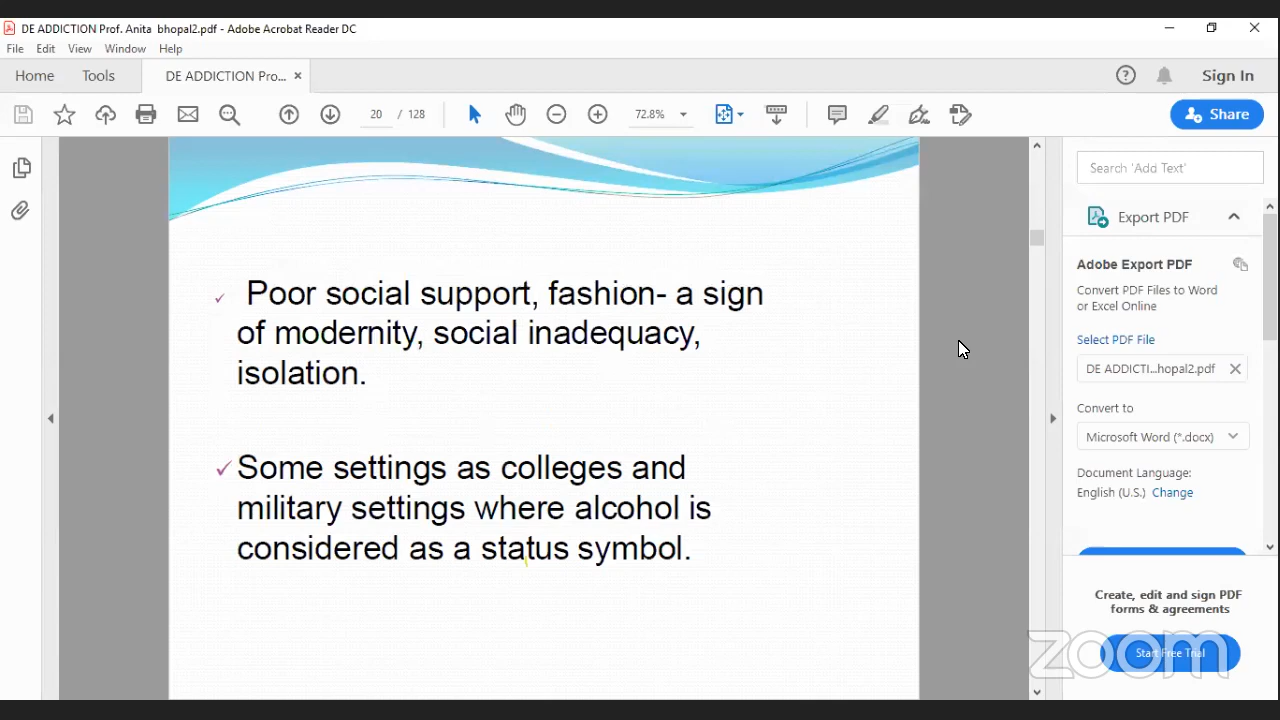 DE ADDICTION Prof. Anita bhopal2.pdf - Adobe Acrobat Reader DC
File Edit View Window Help
Home Tools DE ADDICTION Pro... × Sign In
20 / 128 72.8% Share
Search 'Add Text'
Export PDF
Adobe Export PDF
Convert PDF Files to Word
or Excel Online
Select PDF File
DE ADDICTI...hopal2.pdf
Convert to
Microsoft Word (*.docx)
Document Language:
English (U.S.) Change
Create, edit and sign PDF
forms & agreements
Start Free Trial
zoom
✓ Poor social support, fashion- a sign
of modernity, social inadequacy,
isolation.
✓ Some settings as colleges and
military settings where alcohol is
considered as a status symbol.